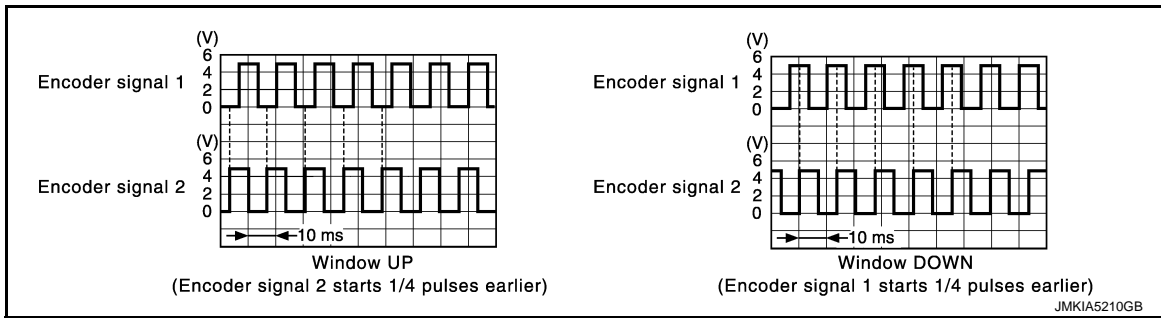 (V)
6
4
2
0
Encoder signal 1
(V)
6
4
2
0
Encoder signal 2
10 ms
Window UP
(Encoder signal 2 starts 1/4 pulses earlier)
(V)
6
4
2
0
Encoder signal 1
(V)
6
4
2
0
Encoder signal 2
10 ms
Window DOWN
(Encoder signal 1 starts 1/4 pulses earlier)
JMKIA5210GB